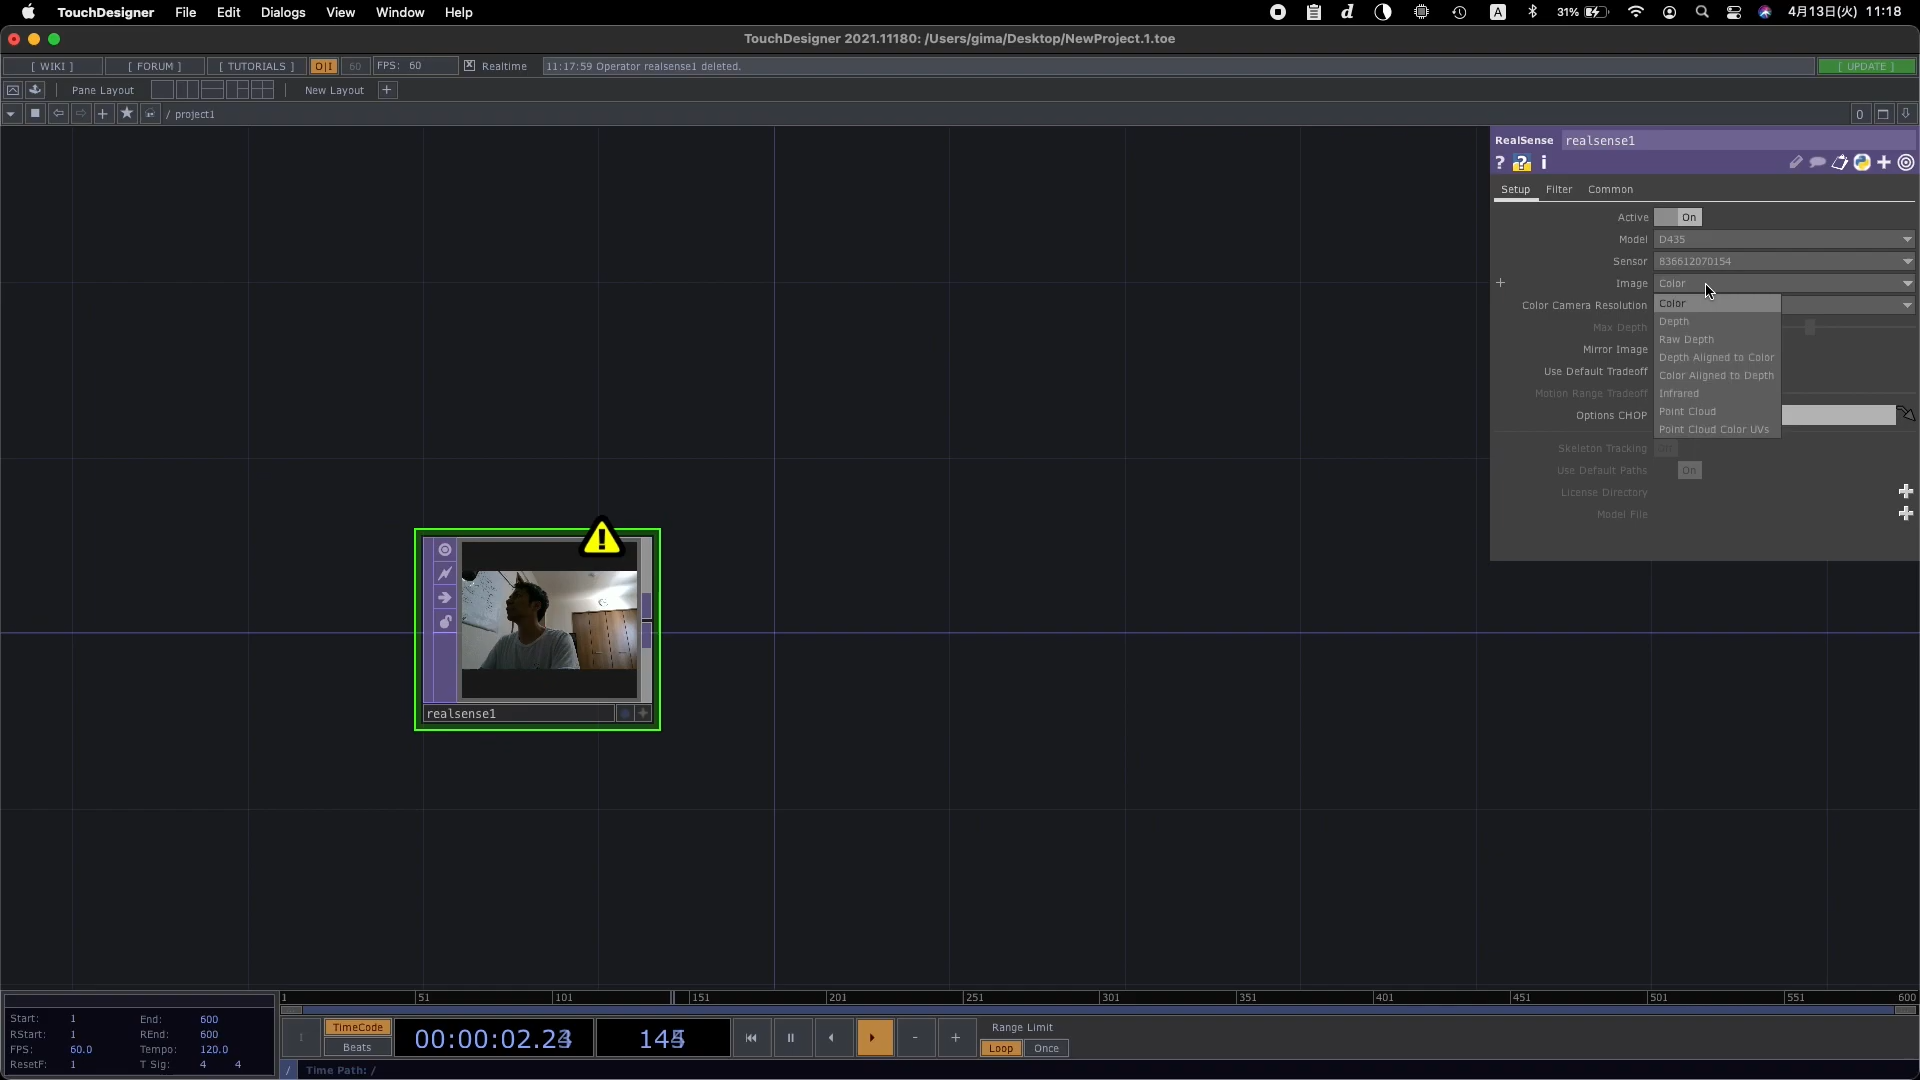 TouchDesigner File Edit Dialogs View Window Help
31% A 4月13日(火) 11:18
TouchDesigner 2021.11180: /Users/gima/Desktop/NewProject.1.toe
[ WIKI ] [ FORUM ] [ TUTORIALS ] O|I 60 FPS: 60 Realtime 11:17:59 Operator realsense1 deleted. [ UPDATE ]
Pane Layout New Layout +
/ project1
0
RealSense realsense1
? ? i
Setup Filter Common
Active On
Model D435
Sensor 836612070154
+ Image Color
Color Camera Resolution
Color
Depth
Raw Depth
Depth Aligned to Color
Color Aligned to Depth
Infrared
Point Cloud
Point Cloud Color UVs
Max Depth
Mirror Image
Use Default Tradeoff
Motion Range Tradeoff
Options CHOP
Skeleton Tracking
Use Default Paths On
License Directory
Model File
realsense1
1 51 101 151 201 251 301 351 401 451 501 551 600
Start: 1 End: 600
RStart: 1 REnd: 600
FPS: 60.0 Tempo: 120.0
ResetF: 1 T Sig: 4 4
TimeCode
Beats
Range Limit
Loop Once
/ Time Path: /